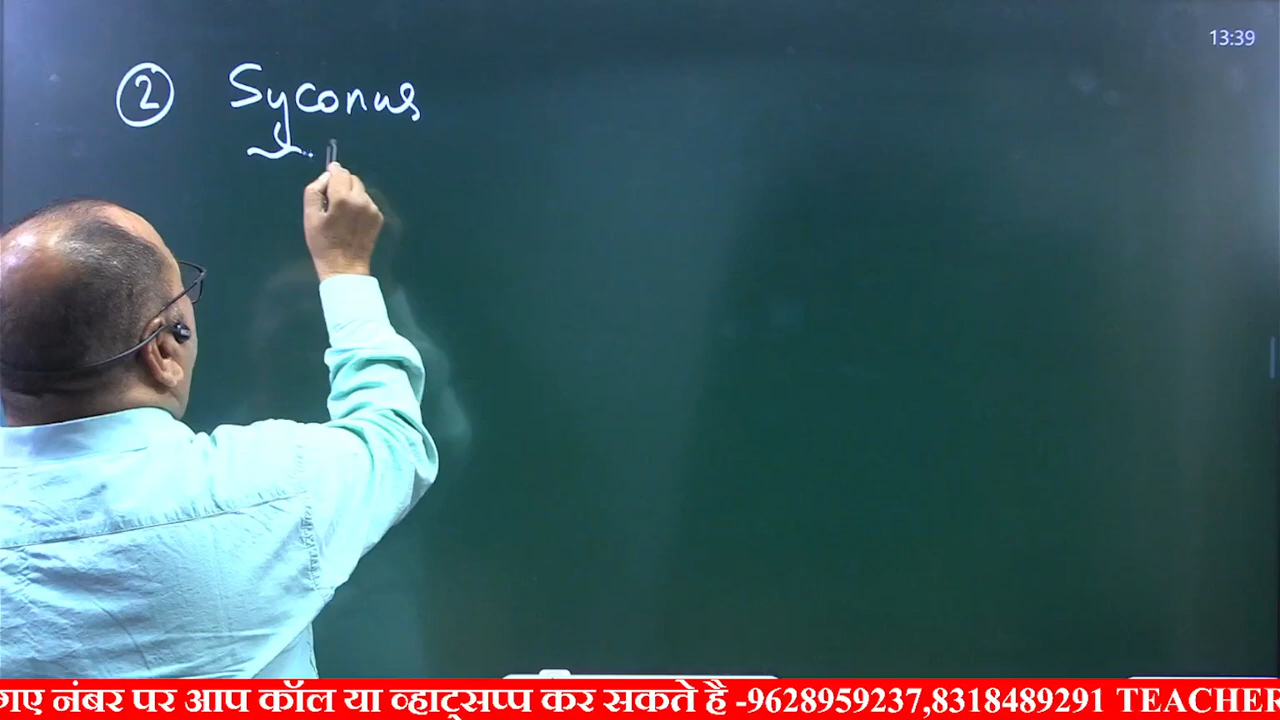 13:39
② Syconus
गए नंबर पर आप कॉल या व्हाट्सप्प कर सकते है -9628959237,8318489291 TEACHER